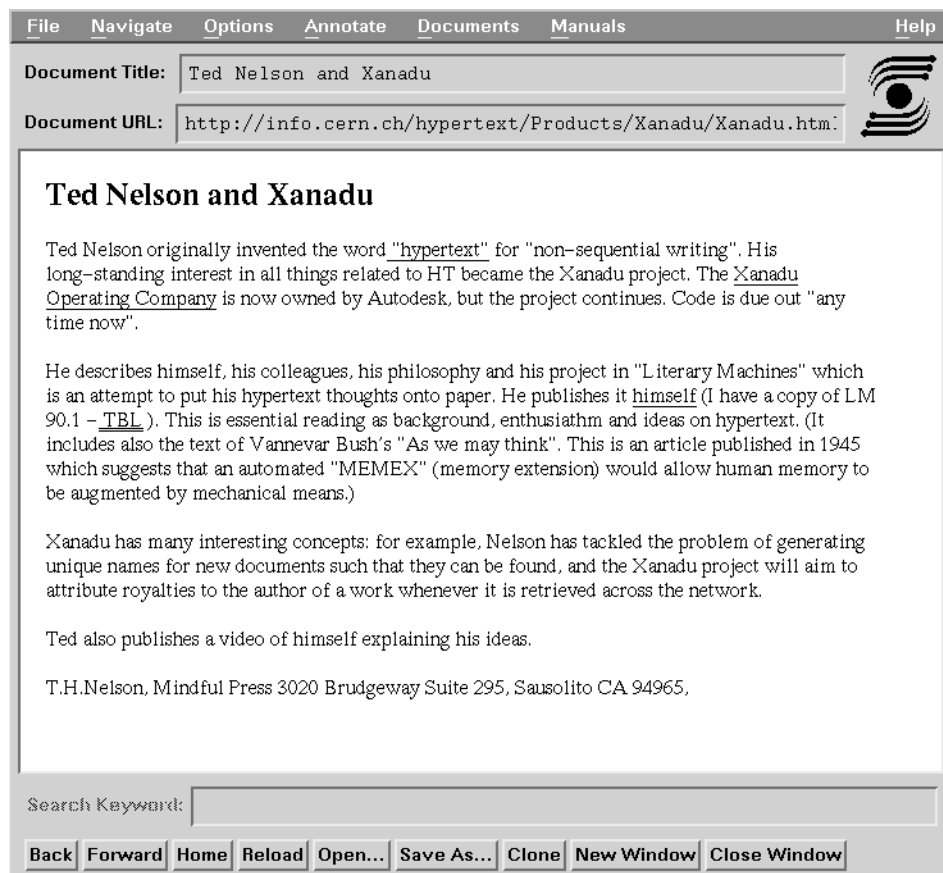 File Navigate Options Annotate Documents Manuals Help
Document Title: Ted Nelson and Xanadu
Document URL: http://info.cern.ch/hypertext/Products/Xanadu/Xanadu.html
Ted Nelson and Xanadu
Ted Nelson originally invented the word "hypertext" for "non-sequential writing". His
long-standing interest in all things related to HT became the Xanadu project. The Xanadu
Operating Company is now owned by Autodesk, but the project continues. Code is due out "any
time now".
He describes himself, his colleagues, his philosophy and his project in "Literary Machines" which
is an attempt to put his hypertext thoughts onto paper. He publishes it himself (I have a copy of LM
90.1 - TBL ). This is essential reading as background, enthusiathm and ideas on hypertext. (It
includes also the text of Vannevar Bush's "As we may think". This is an article published in 1945
which suggests that an automated "MEMEX" (memory extension) would allow human memory to
be augmented by mechanical means.)
Xanadu has many interesting concepts: for example, Nelson has tackled the problem of generating
unique names for new documents such that they can be found, and the Xanadu project will aim to
attribute royalties to the author of a work whenever it is retrieved across the network.
Ted also publishes a video of himself explaining his ideas.
T.H.Nelson, Mindful Press 3020 Brudgeway Suite 295, Sausolito CA 94965,
Search Keyword:
Back Forward Home Reload Open... Save As... Clone New Window Close Window